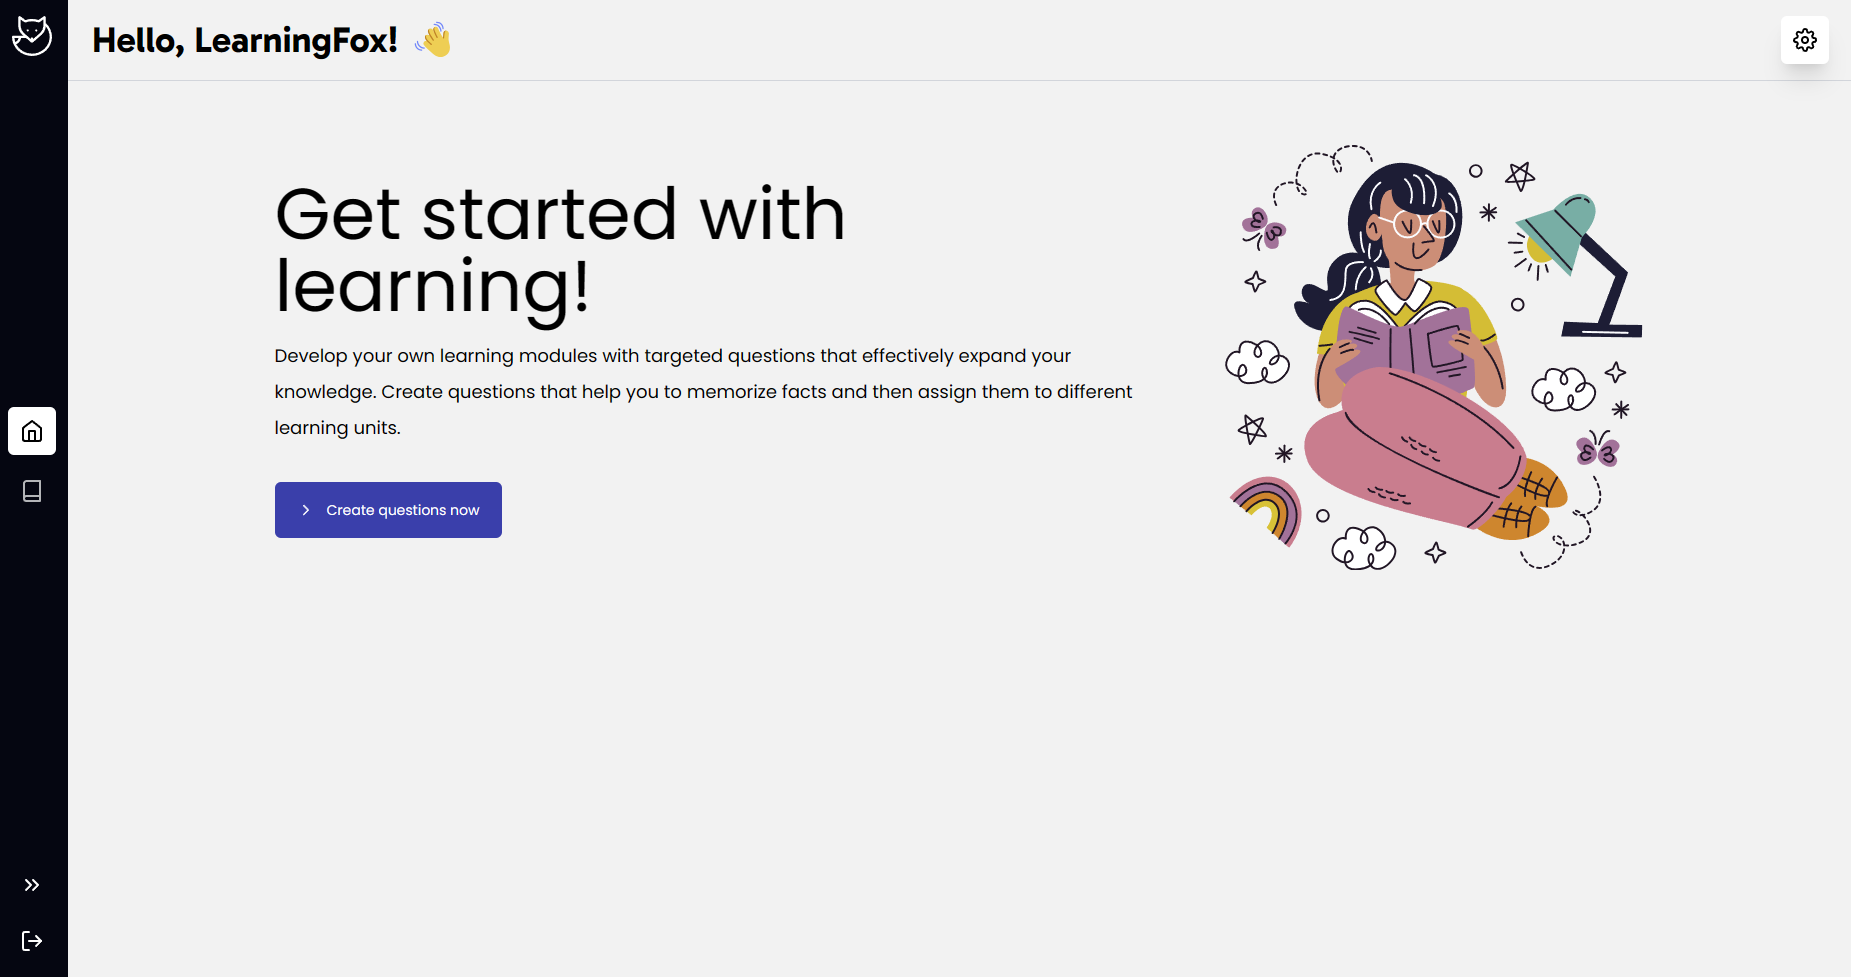 Hello, LearningFox! 👋
Get started with
learning!
Develop your own learning modules with targeted questions that effectively expand your
knowledge. Create questions that help you to memorize facts and then assign them to different
learning units.
Create questions now